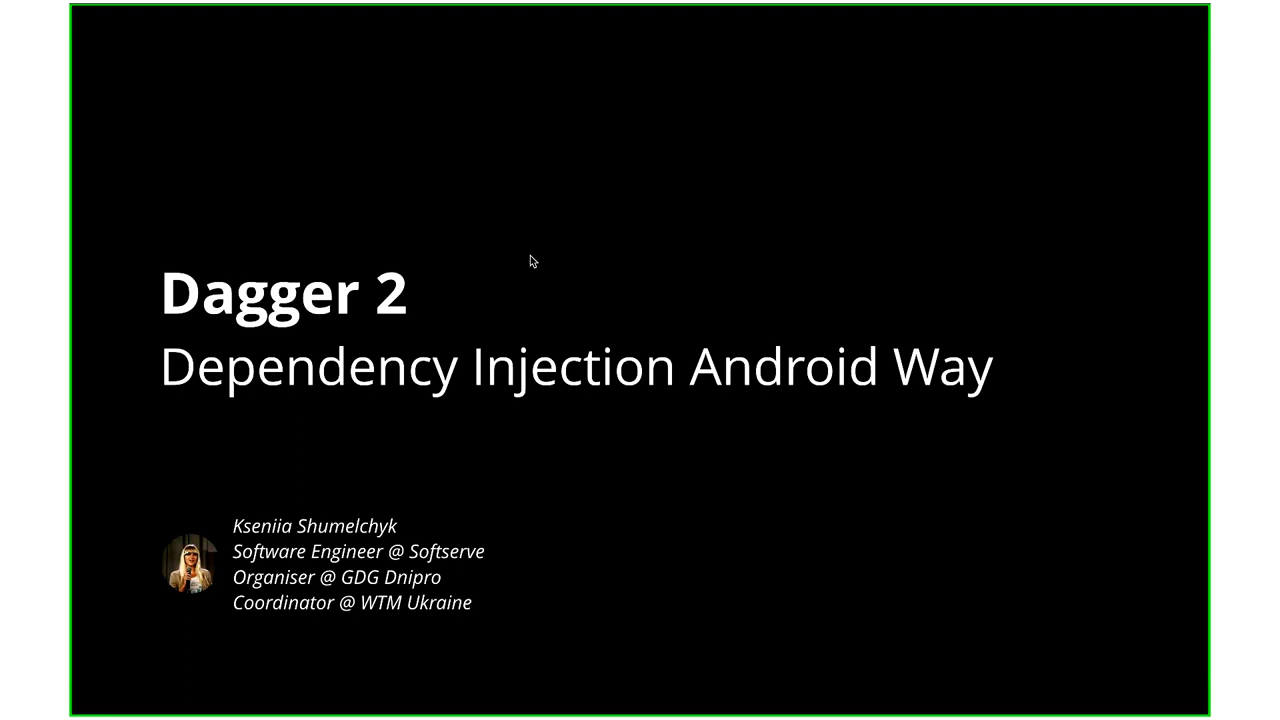 Dagger 2
Dependency Injection Android Way
Kseniia Shumelchyk
Software Engineer @ Softserve
Organiser @ GDG Dnipro
Coordinator @ WTM Ukraine